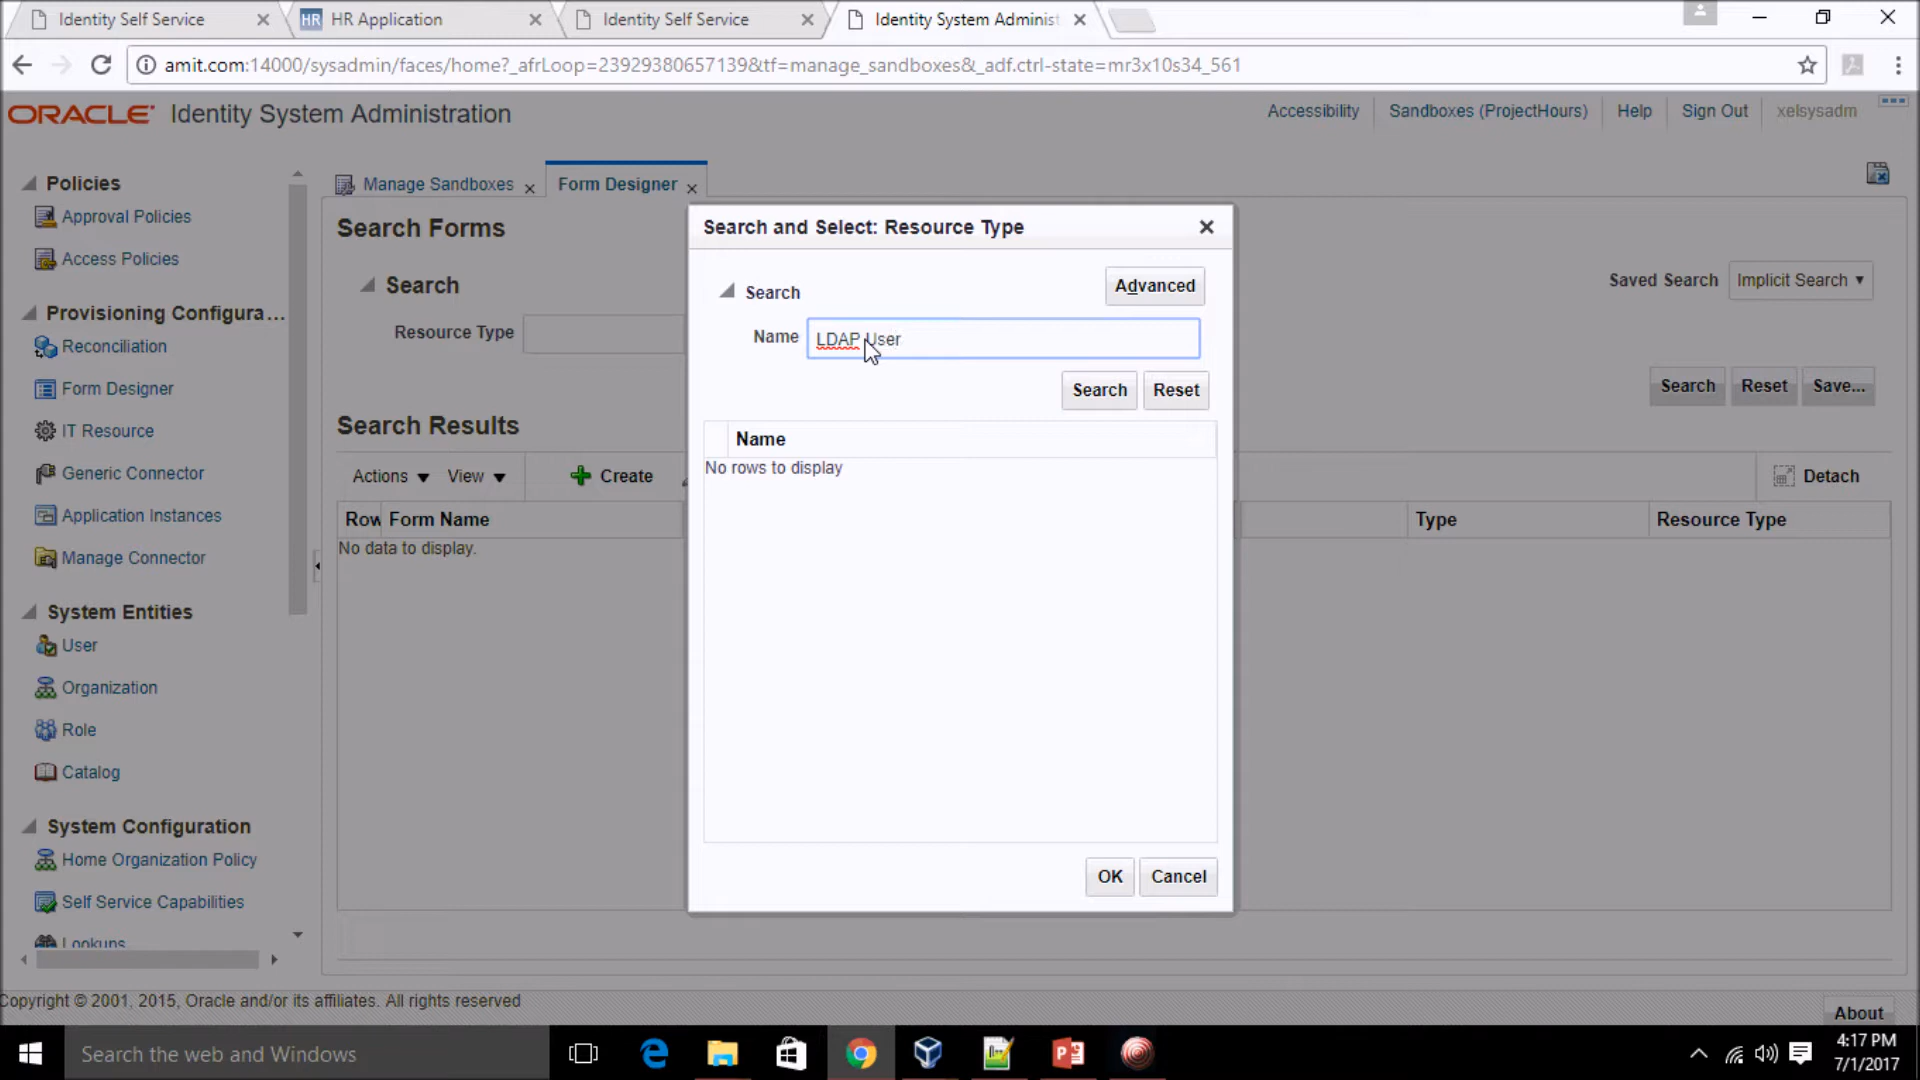 Identity Self Service
HR HR Application
Identity Self Service
Identity System Administ
amit.com:14000/sysadmin/faces/home?_afrLoop=23929380657139&tf=manage_sandboxes&_adf.ctrl-state=mr3x10s34_561
ORACLE Identity System Administration
Accessibility
Sandboxes (ProjectHours)
Help
Sign Out
xelsysadm
Policies
Approval Policies
Access Policies
Provisioning Configura...
Reconciliation
Form Designer
IT Resource
Generic Connector
Application Instances
Manage Connector
System Entities
User
Organization
Role
Catalog
System Configuration
Home Organization Policy
Self Service Capabilities
Lookups
Manage Sandboxes
Form Designer
Search Forms
Search
Resource Type
Saved Search Implicit Search
Search Reset Save...
Search Results
Actions View Create
Detach
Row Form Name
Type
Resource Type
No data to display.
Search and Select: Resource Type
Search
Advanced
Name LDAP User
Search Reset
Name
No rows to display
OK Cancel
Copyright © 2001, 2015, Oracle and/or its affiliates. All rights reserved
About
Search the web and Windows
4:17 PM
7/1/2017